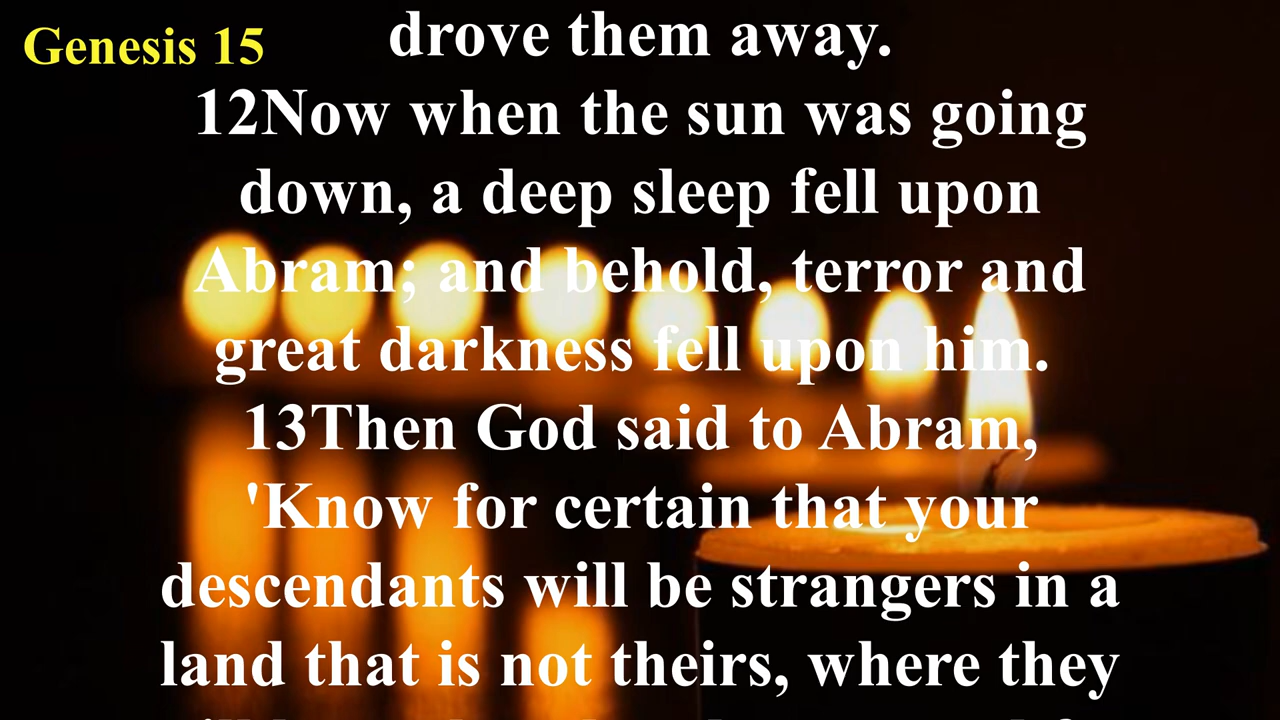 Genesis 15
drove them away.
12Now when the sun was going
down, a deep sleep fell upon
Abram; and behold, terror and
great darkness fell upon him.
13Then God said to Abram,
'Know for certain that your
descendants will be strangers in a
land that is not theirs, where they